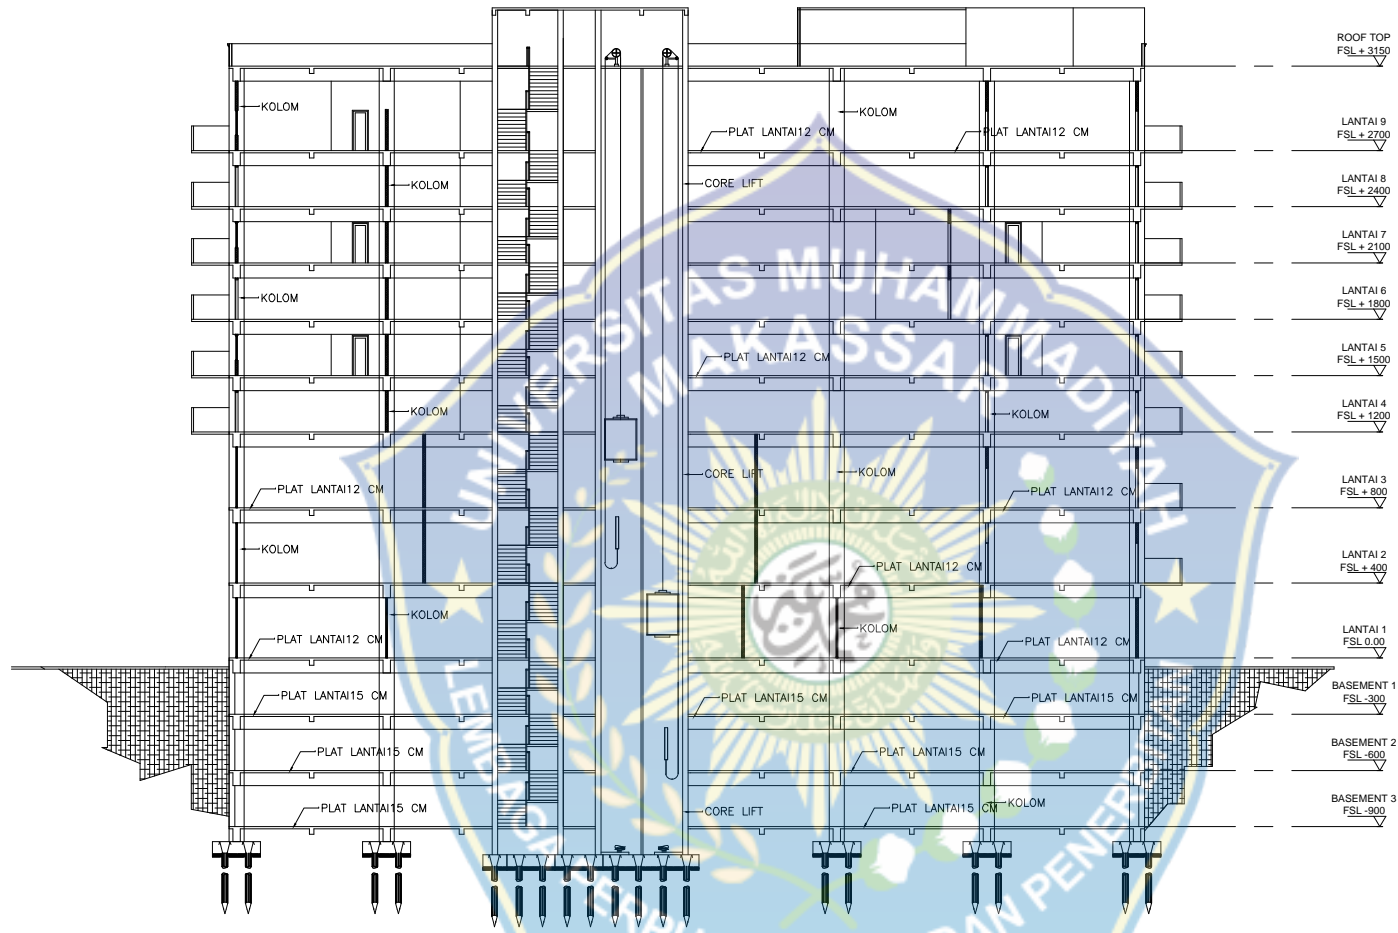 ROOF TOP
FSL + 3150
KOLOM
KOLOM
PLAT LANTAI12 CM
PLAT LANTAI12 CM
LANTAI 9
FSL + 2700
KOLOM
CORE LIFT
LANTAI 8
FSL + 2400
LANTAI 7
FSL + 2100
KOLOM
LANTAI 6
FSL + 1800
PLAT LANTAI12 CM
LANTAI 5
FSL + 1500
KOLOM
KOLOM
LANTAI 4
FSL + 1200
CORE LIFT
KOLOM
PLAT LANTAI12 CM
PLAT LANTAI12 CM
LANTAI 3
FSL + 800
KOLOM
PLAT LANTAI12 CM
LANTAI 2
FSL + 400
KOLOM
KOLOM
PLAT LANTAI12 CM
PLAT LANTAI12 CM
LANTAI 1
FSL 0.00
PLAT LANTAI15 CM
PLAT LANTAI15 CM
PLAT LANTAI15 CM
BASEMENT 1
FSL -300
PLAT LANTAI15 CM
PLAT LANTAI15 CM
BASEMENT 2
FSL -600
PLAT LANTAI15 CM
CORE LIFT
PLAT LANTAI15 CM
KOLOM
BASEMENT 3
FSL -900
UNIVERSITAS MUHAMMADIYAH
MAKASSAR
LEMBAGA
DAN PENERBITAN